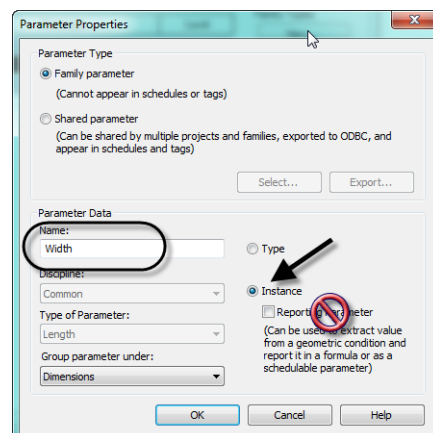 Parameter Properties
Parameter Type
Family parameter
(Cannot appear in schedules or tags)
Shared parameter
(Can be shared by multiple projects and families, exported to ODBC, and
appear in schedules and tags)
Select...
Export...
Parameter Data
Name:
Width
Type
Discipline:
Common
Instance
Reporting Parameter
Type of Parameter:
Length
(Can be used to extract value
from a geometric condition and
report it in a formula or as a
schedulable parameter)
Group parameter under:
Dimensions
OK
Cancel
Help